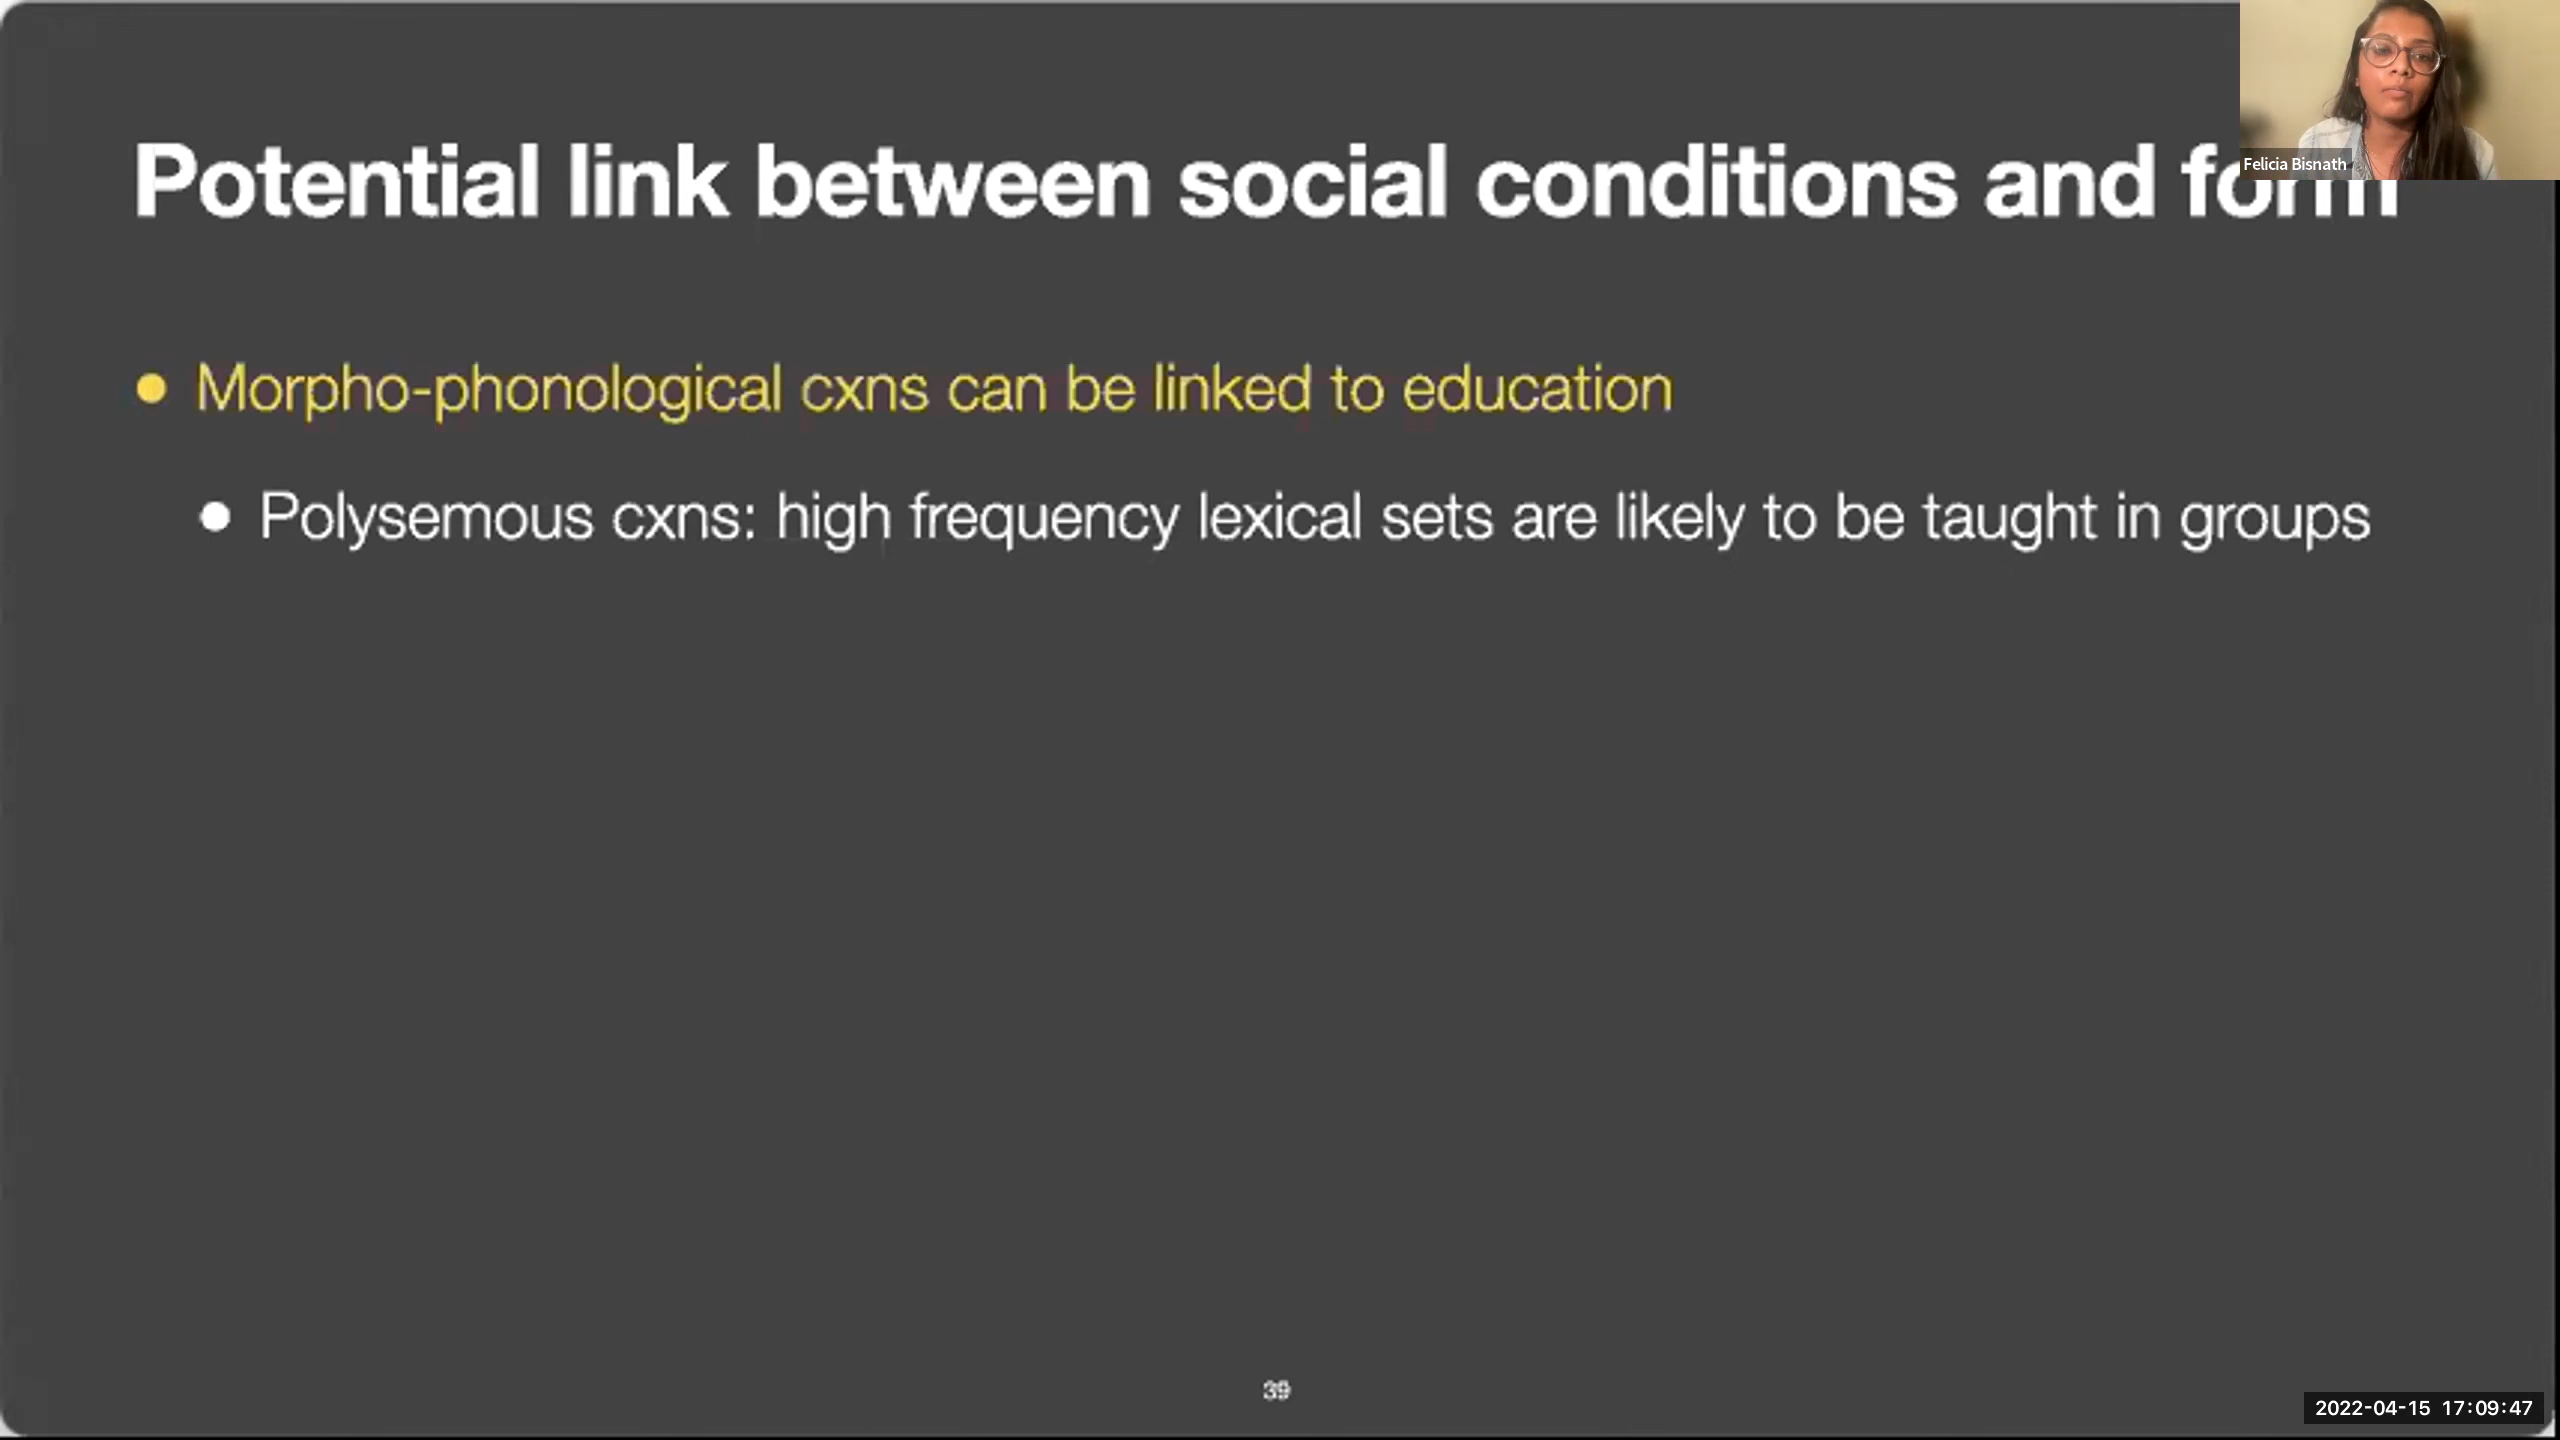 Potential link between social conditions and form
Felicia Bisnath
Morpho-phonological cxns can be linked to education
Polysemous cxns: high frequency lexical sets are likely to be taught in groups
39
2022-04-15 17:09:47